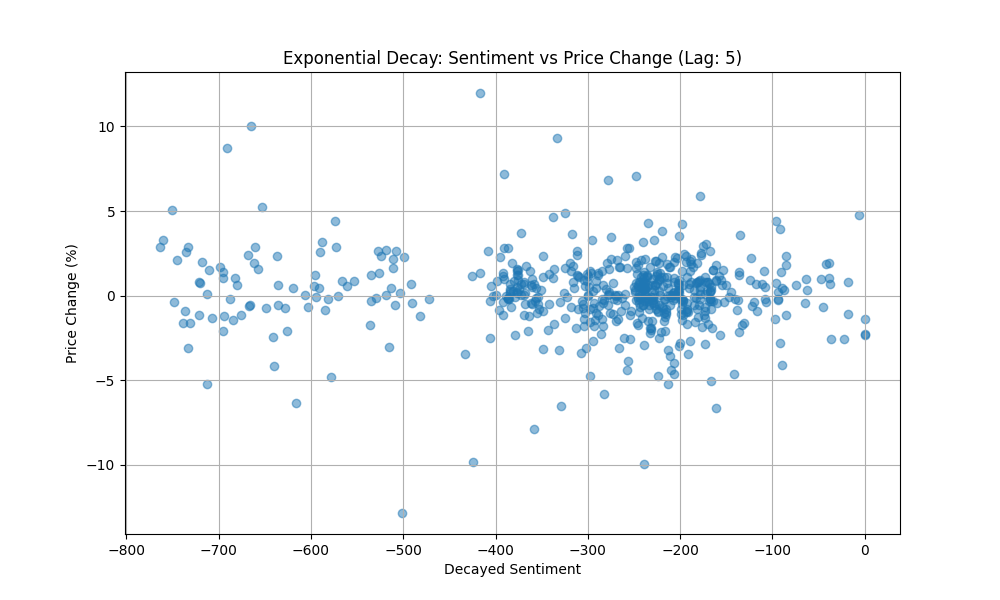 Exponential Decay: Sentiment vs Price Change (Lag: 5)
Price Change (%)
10
5
0
−5
−10
−800 −700 −600 −500 −400 −300 −200 −100 0
Decayed Sentiment